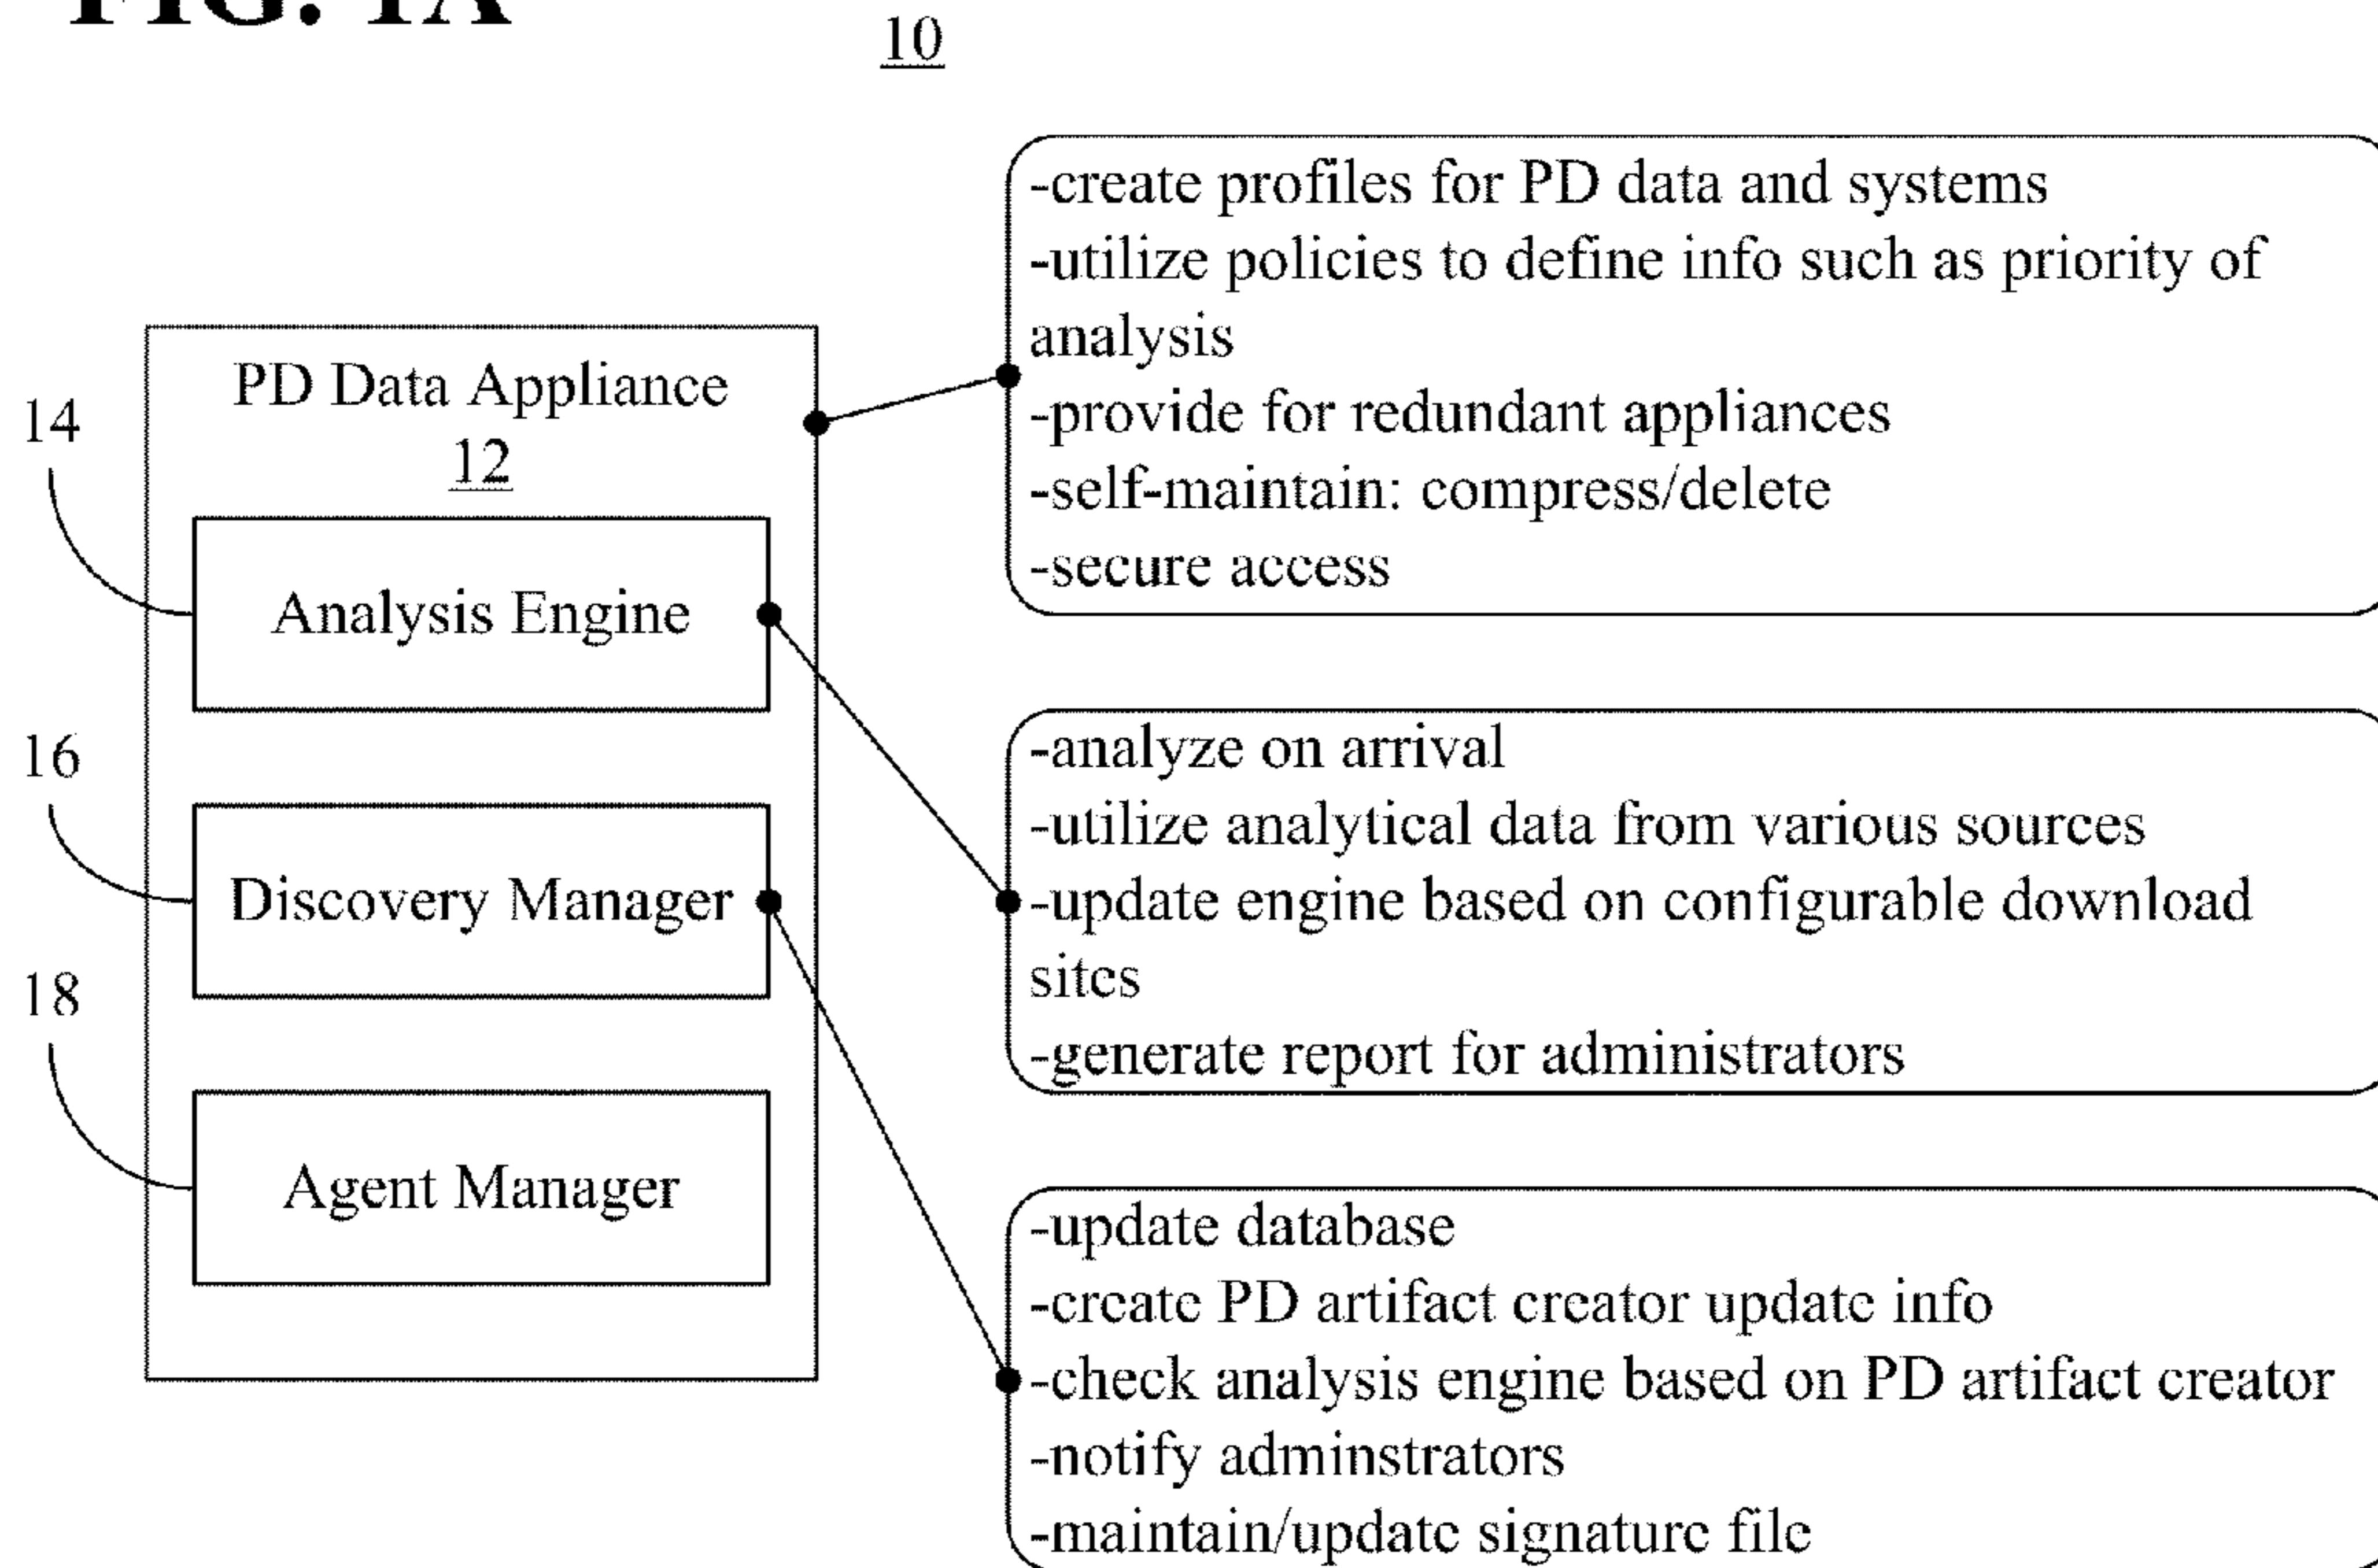 FIG. 1A
10
PD Data Appliance
12
14
Analysis Engine
16
Discovery Manager
18
Agent Manager
-create profiles for PD data and systems
-utilize policies to define info such as priority of
analysis
-provide for redundant appliances
-self-maintain: compress/delete
-secure access
-analyze on arrival
-utilize analytical data from various sources
-update engine based on configurable download
sites
-generate report for administrators
-update database
-create PD artifact creator update info
-check analysis engine based on PD artifact creator
-notify adminstrators
-maintain/update signature file